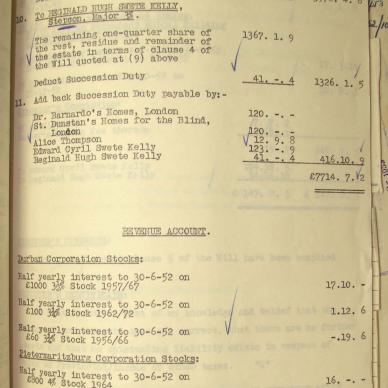 10. To REGINALD HUGH SWETE KELLY,
Stepson, Major
The remaining one-quarter share of 1367. 1. 9
the rest, residue and remainder of
the estate in terms of clause 4 of
the Will quoted at (9) above
Deduct Succession Duty 41. -. 4 1326. 1. 5
11. Add back Succession Duty payable by:-
Dr. Barnardo's Homes, London 120. -. -
St. Dunstan's Homes for the Blind,
London 120. -. -
Alice Thompson 12. 9. 8
Edward Cyril Swete Kelly 123. -. 9
Reginald Hugh Swete Kelly 41. -. 4 416.10. 9
£7714. 7. 2
REVENUE ACCOUNT.
Durban Corporation Stocks:
Half yearly interest to 30-6-52 on
£1000 3½% Stock 1957/67 17.10. -
Half yearly interest to 30-6-52 on
£100 Stock 1962/72 1.12. 6
Half yearly interest to 30-6-52 on
£60 Stock 1956/66 -.19. 6
Pietermaritzburg Corporation Stocks:
Half yearly interest to 30-6-52 on
£800 4% Stock 1964 16. -. -